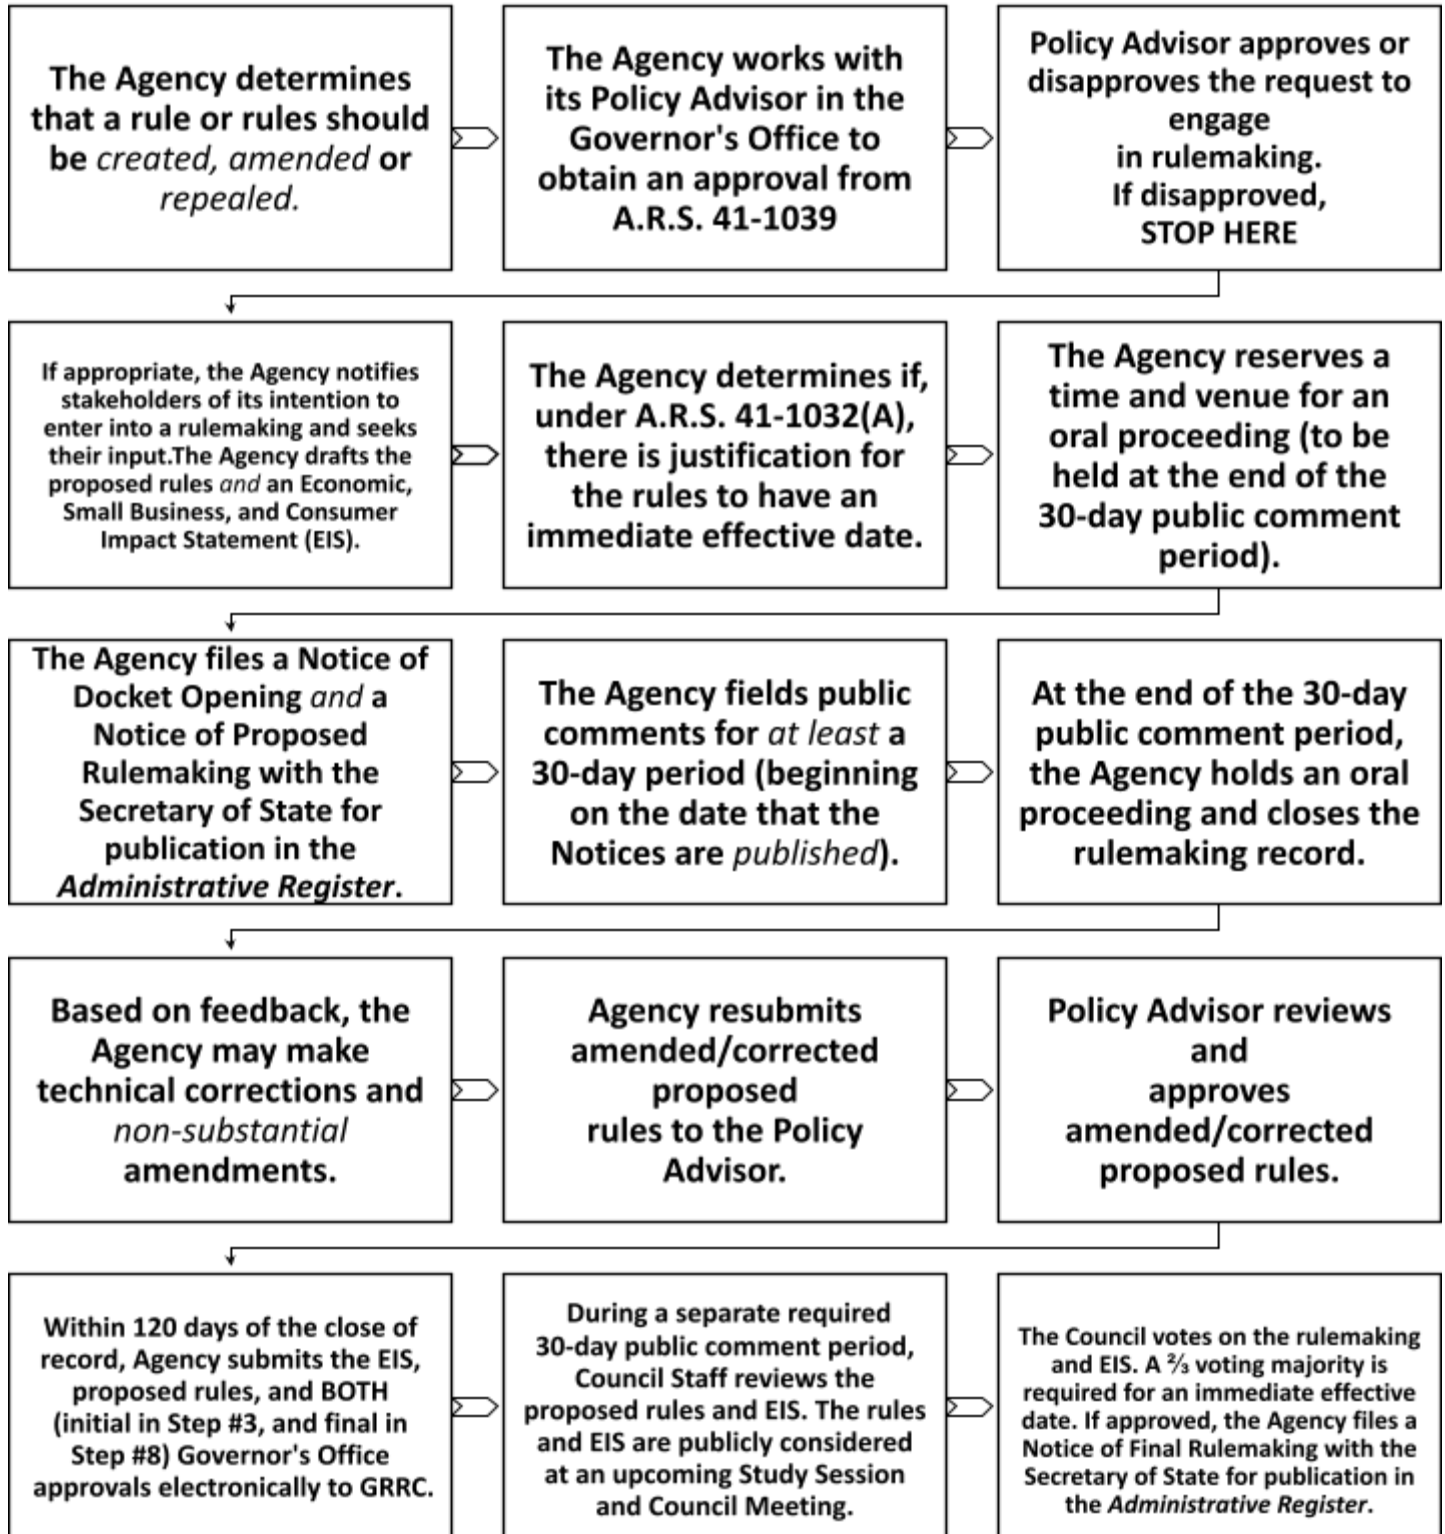 The Agency determines
that a rule or rules should
be created, amended or
repealed.
The Agency works with
its Policy Advisor in the
Governor's Office to
obtain an approval from
A.R.S. 41-1039
Policy Advisor approves or
disapproves the request to
engage
in rulemaking.
If disapproved,
STOP HERE
If appropriate, the Agency notifies
stakeholders of its intention to
enter into a rulemaking and seeks
their input.The Agency drafts the
proposed rules and an Economic,
Small Business, and Consumer
Impact Statement (EIS).
The Agency determines if,
under A.R.S. 41-1032(A),
there is justification for
the rules to have an
immediate effective date.
The Agency reserves a
time and venue for an
oral proceeding (to be
held at the end of the
30-day public comment
period).
The Agency files a Notice of
Docket Opening and a
Notice of Proposed
Rulemaking with the
Secretary of State for
publication in the
Administrative Register.
The Agency fields public
comments for at least a
30-day period (beginning
on the date that the
Notices are published).
At the end of the 30-day
public comment period,
the Agency holds an oral
proceeding and closes the
rulemaking record.
Based on feedback, the
Agency may make
technical corrections and
non-substantial
amendments.
Agency resubmits
amended/corrected
proposed
rules to the Policy
Advisor.
Policy Advisor reviews
and
approves
amended/corrected
proposed rules.
Within 120 days of the close of
record, Agency submits the EIS,
proposed rules, and BOTH
(initial in Step #3, and final in
Step #8) Governor's Office
approvals electronically to GRRC.
During a separate required
30-day public comment period,
Council Staff reviews the
proposed rules and EIS. The rules
and EIS are publicly considered
at an upcoming Study Session
and Council Meeting.
The Council votes on the rulemaking
and EIS. A ⅔ voting majority is
required for an immediate effective
date. If approved, the Agency files a
Notice of Final Rulemaking with the
Secretary of State for publication in
the Administrative Register.